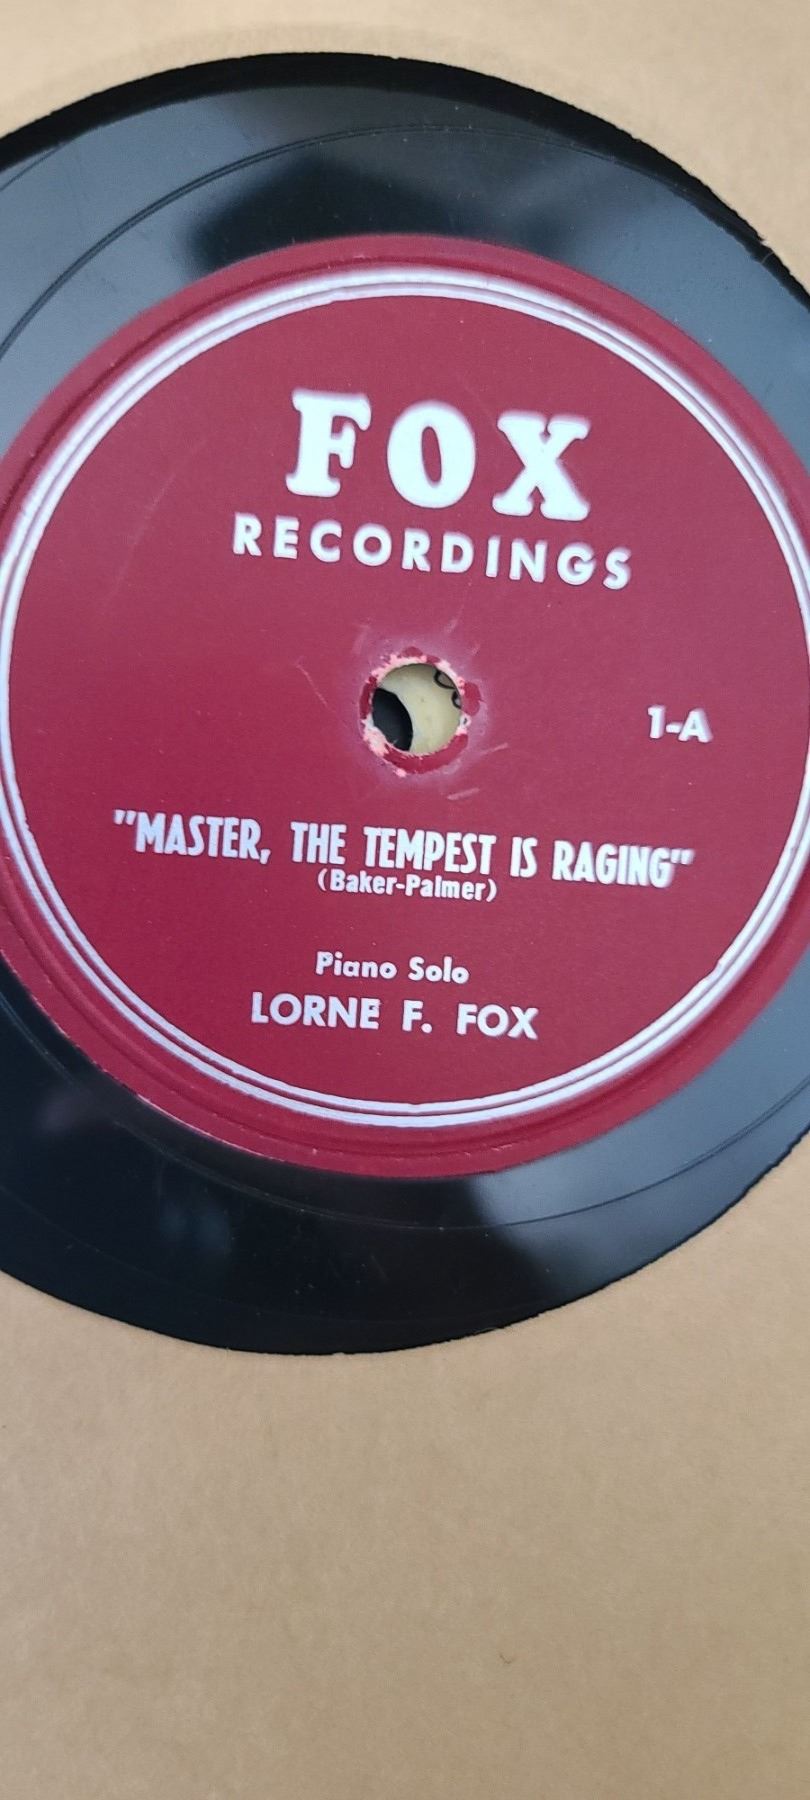 FOX
RECORDINGS
1-A
"MASTER, THE TEMPEST IS RAGING"
(Baker-Palmer)
Piano Solo
LORNE F. FOX